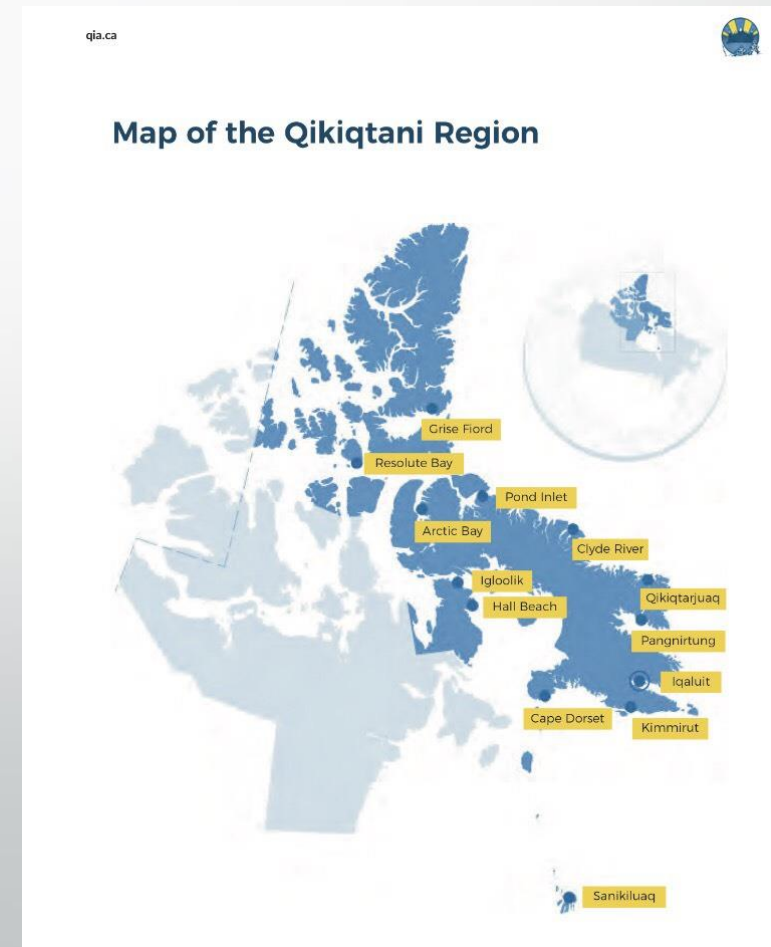 qia.ca
Map of the Qikiqtani Region
Grise Fiord
Resolute Bay
Pond Inlet
Arctic Bay
Clyde River
Igloolik
Qikiqtarjuaq
Hall Beach
Pangnirtung
Iqaluit
Cape Dorset
Kimmirut
Sanikiluaq